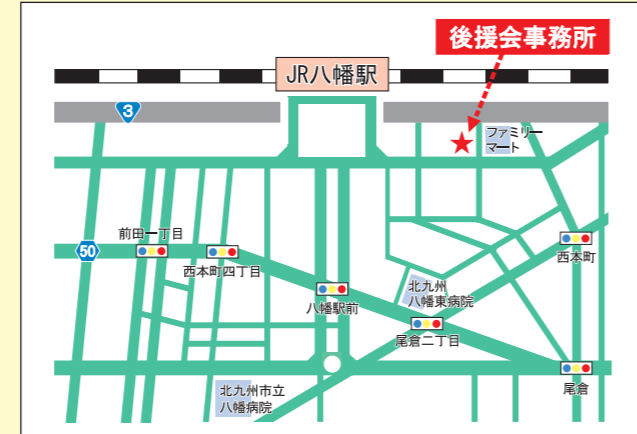 後援会事務所
JR八幡駅
3
ファミリー
マート
前田一丁目
50
西本町四丁目
西本町
北九州
八幡東病院
八幡駅前
尾倉二丁目
尾倉
北九州市立
八幡病院